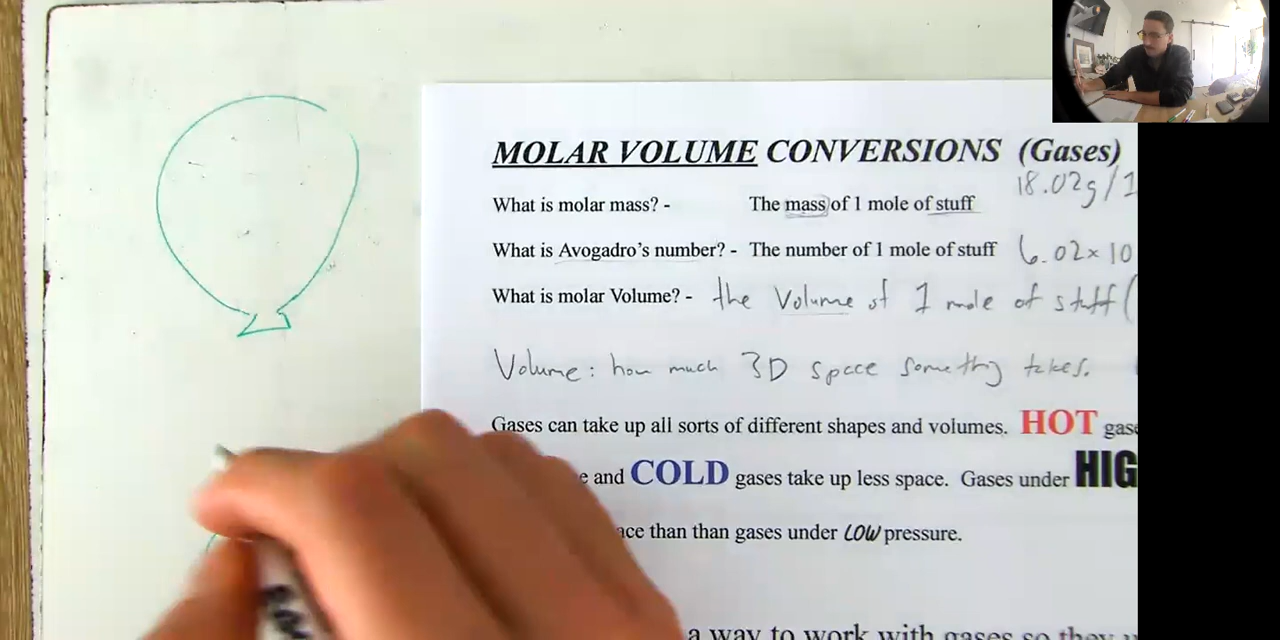 MOLAR VOLUME CONVERSIONS (Gases)
18.02g/1
What is molar mass? - The mass of 1 mole of stuff
What is Avogadro's number? - The number of 1 mole of stuff 6.02x10
What is molar Volume? - the Volume of 1 mole of stuff (
Volume: how much 3D space something takes.
Gases can take up all sorts of different shapes and volumes. HOT gase
e and COLD gases take up less space. Gases under HIG
ace than than gases under LOW pressure.
a way to work with gases so they